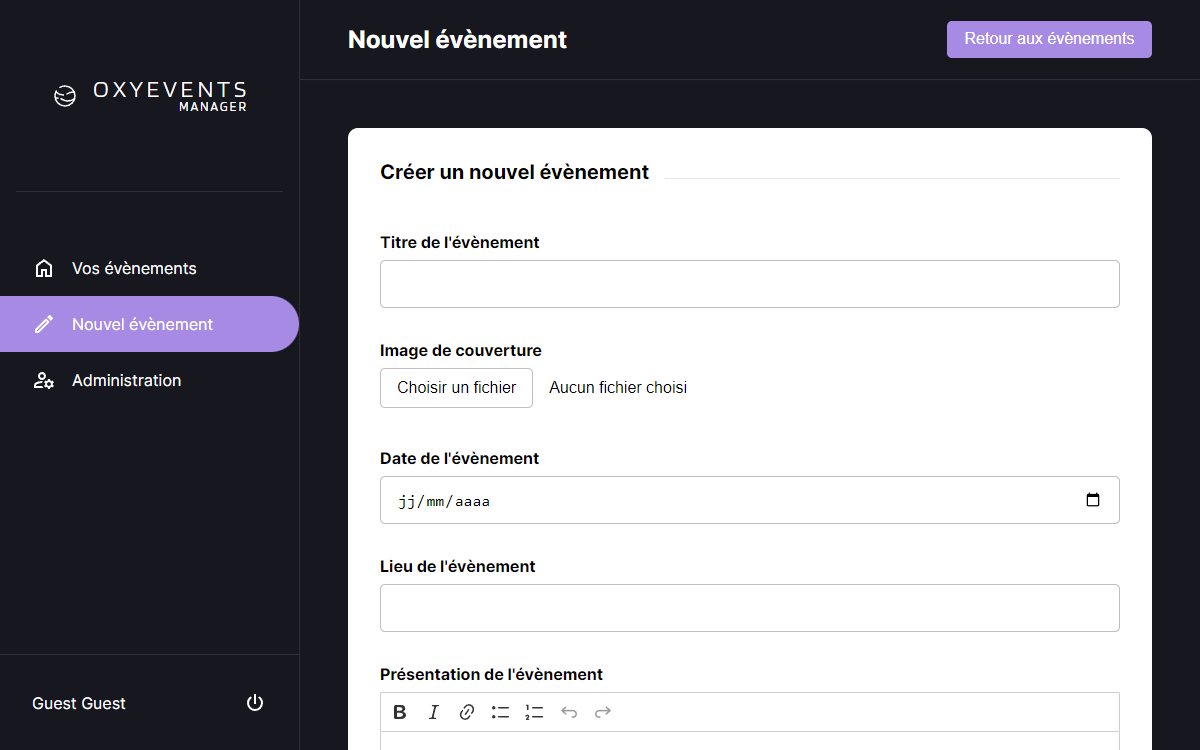 OXYEVENTS
MANAGER
Vos évènements
Nouvel évènement
Administration
Guest Guest
Nouvel évènement
Retour aux évènements
Créer un nouvel évènement
Titre de l'évènement
Image de couverture
Choisir un fichier Aucun fichier choisi
Date de l'évènement
jj/mm/aaaa
Lieu de l'évènement
Présentation de l'évènement
B I